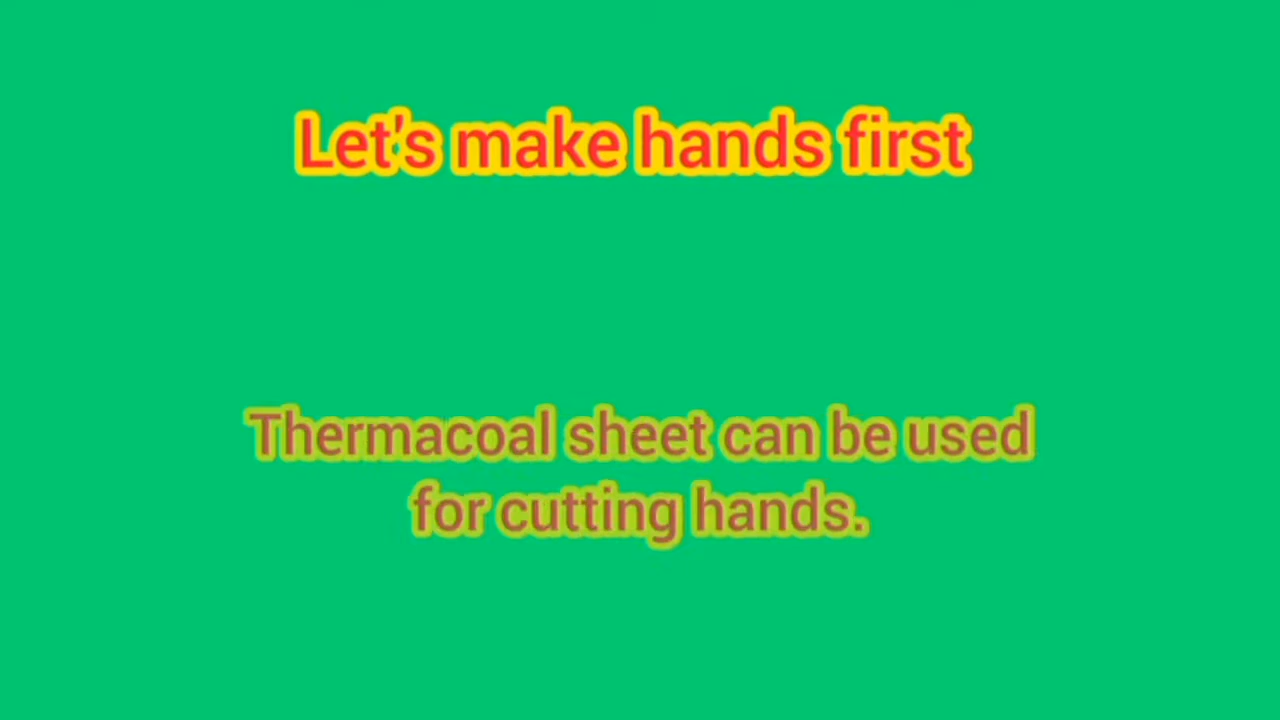 Let's make hands first
Thermacoal sheet can be used
for cutting hands.